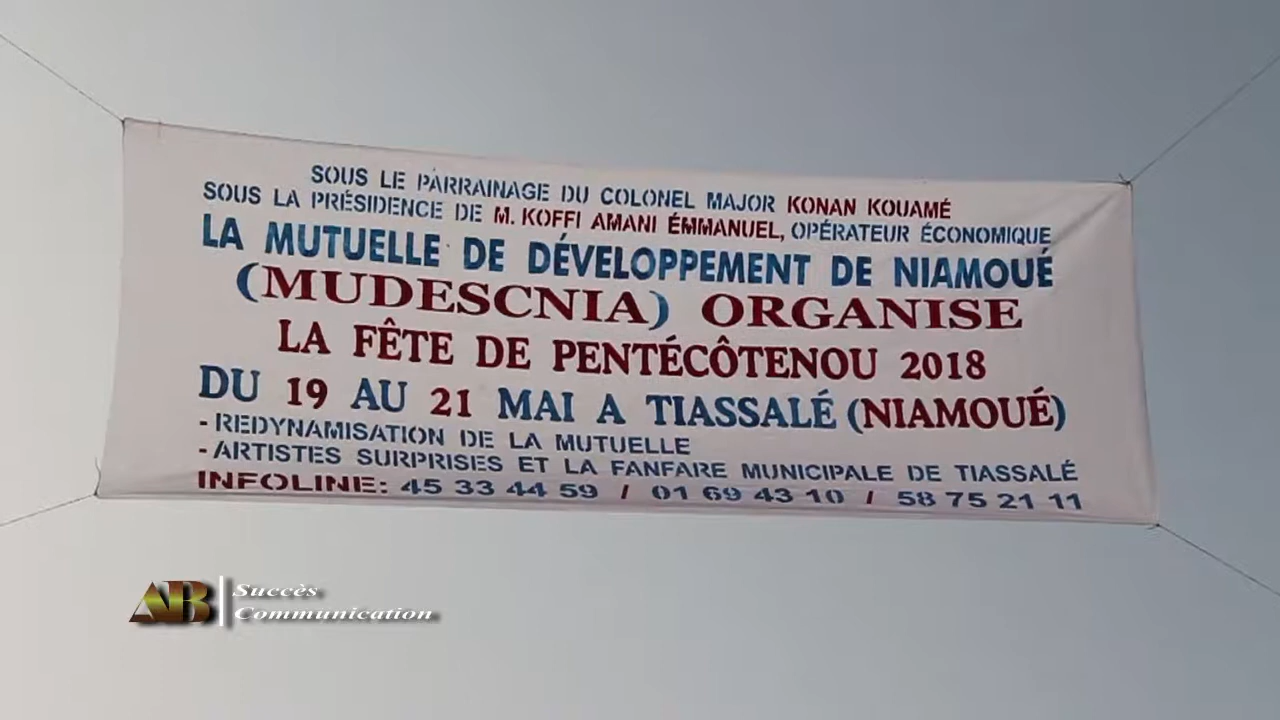 SOUS LE PARRAINAGE DU COLONEL MAJOR KONAN KOUAMÉ
SOUS LA PRÉSIDENCE DE M. KOFFI AMANI ÉMMANUEL, OPÉRATEUR ÉCONOMIQUE
LA MUTUELLE DE DÉVELOPPEMENT DE NIAMOUÉ
(MUDESCNIA) ORGANISE
LA FÊTE DE PENTÉCÔTENOU 2018
DU 19 AU 21 MAI A TIASSALÉ (NIAMOUÉ)
- REDYNAMISATION DE LA MUTUELLE
- ARTISTES SURPRISES ET LA FANFARE MUNICIPALE DE TIASSALÉ
INFOLINE: 45 33 44 59 / 01 69 43 10 / 58 75 21 11
AB Succès
Communication